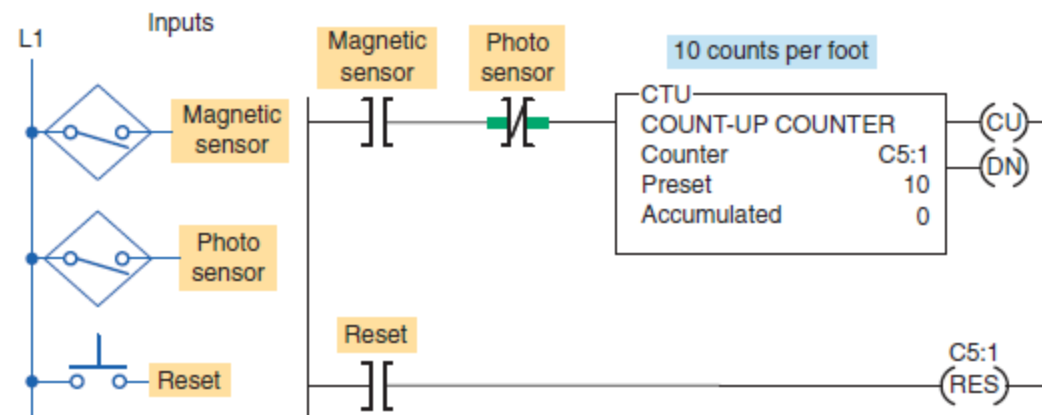 Inputs
L1
Magnetic
sensor
Photo
sensor
Reset
Magnetic
sensor
Photo
sensor
10 counts per foot
CTU
COUNT-UP COUNTER
Counter C5:1
Preset 10
Accumulated 0
CU
DN
Reset
C5:1
RES